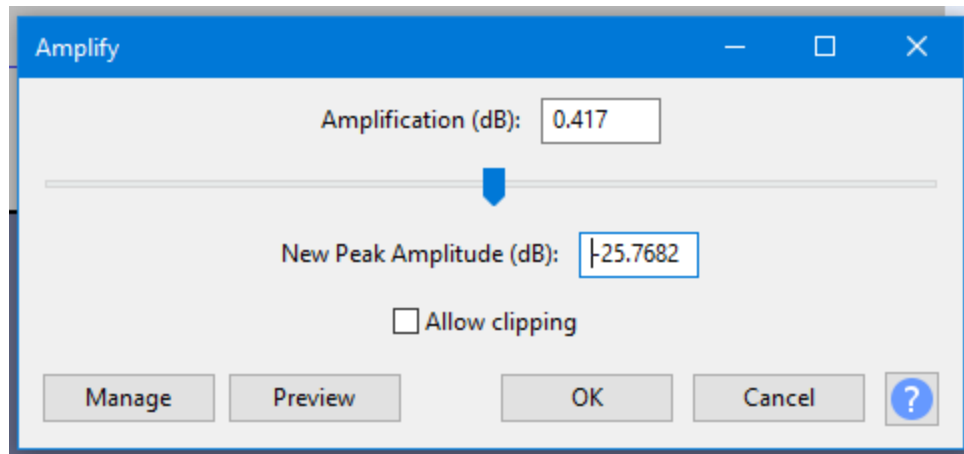 Amplify
Amplification (dB): 0.417
New Peak Amplitude (dB): -25.7682
Allow clipping
Manage Preview OK Cancel ?